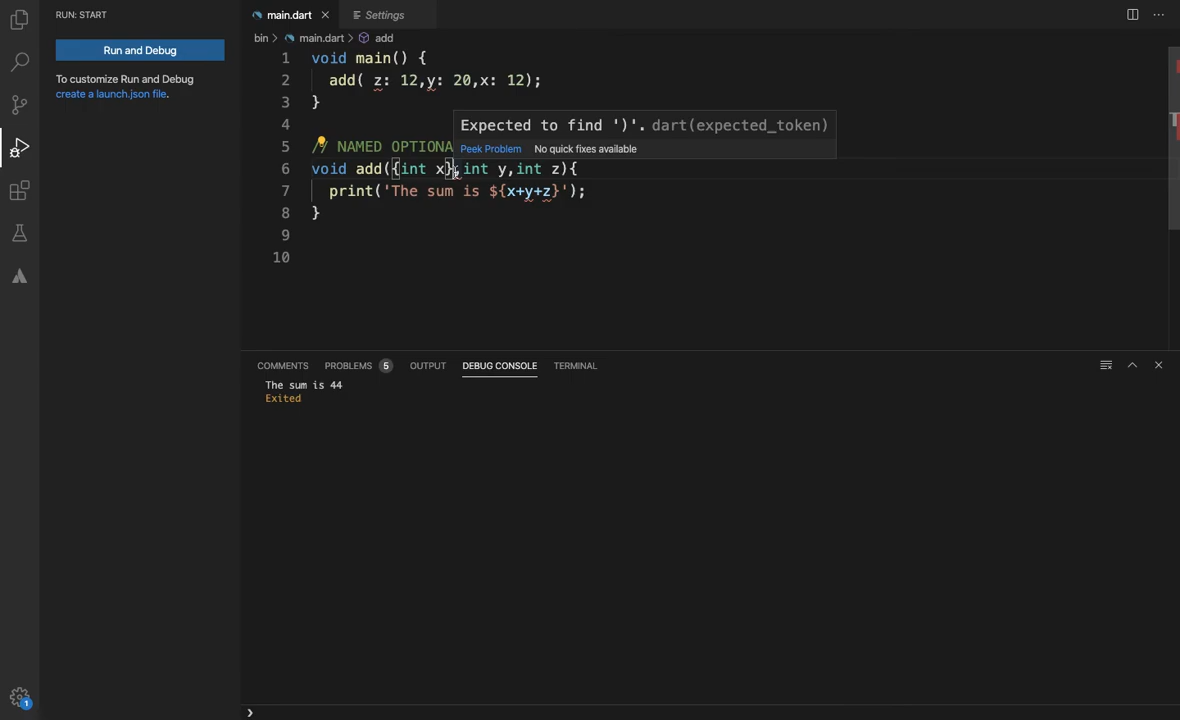 RUN: START
Run and Debug
To customize Run and Debug
create a launch.json file.
1
main.dart
Settings
bin > main.dart > add
1 void main() {
2 add( z: 12,y: 20,x: 12);
3 }
4
5 // NAMED OPTIONA
6 void add({int x},int y,int z){
7 print('The sum is ${x+y+z}');
8 }
9
10
Expected to find ')'. dart(expected_token)
Peek Problem No quick fixes available
COMMENTS PROBLEMS 5 OUTPUT DEBUG CONSOLE TERMINAL
The sum is 44
Exited